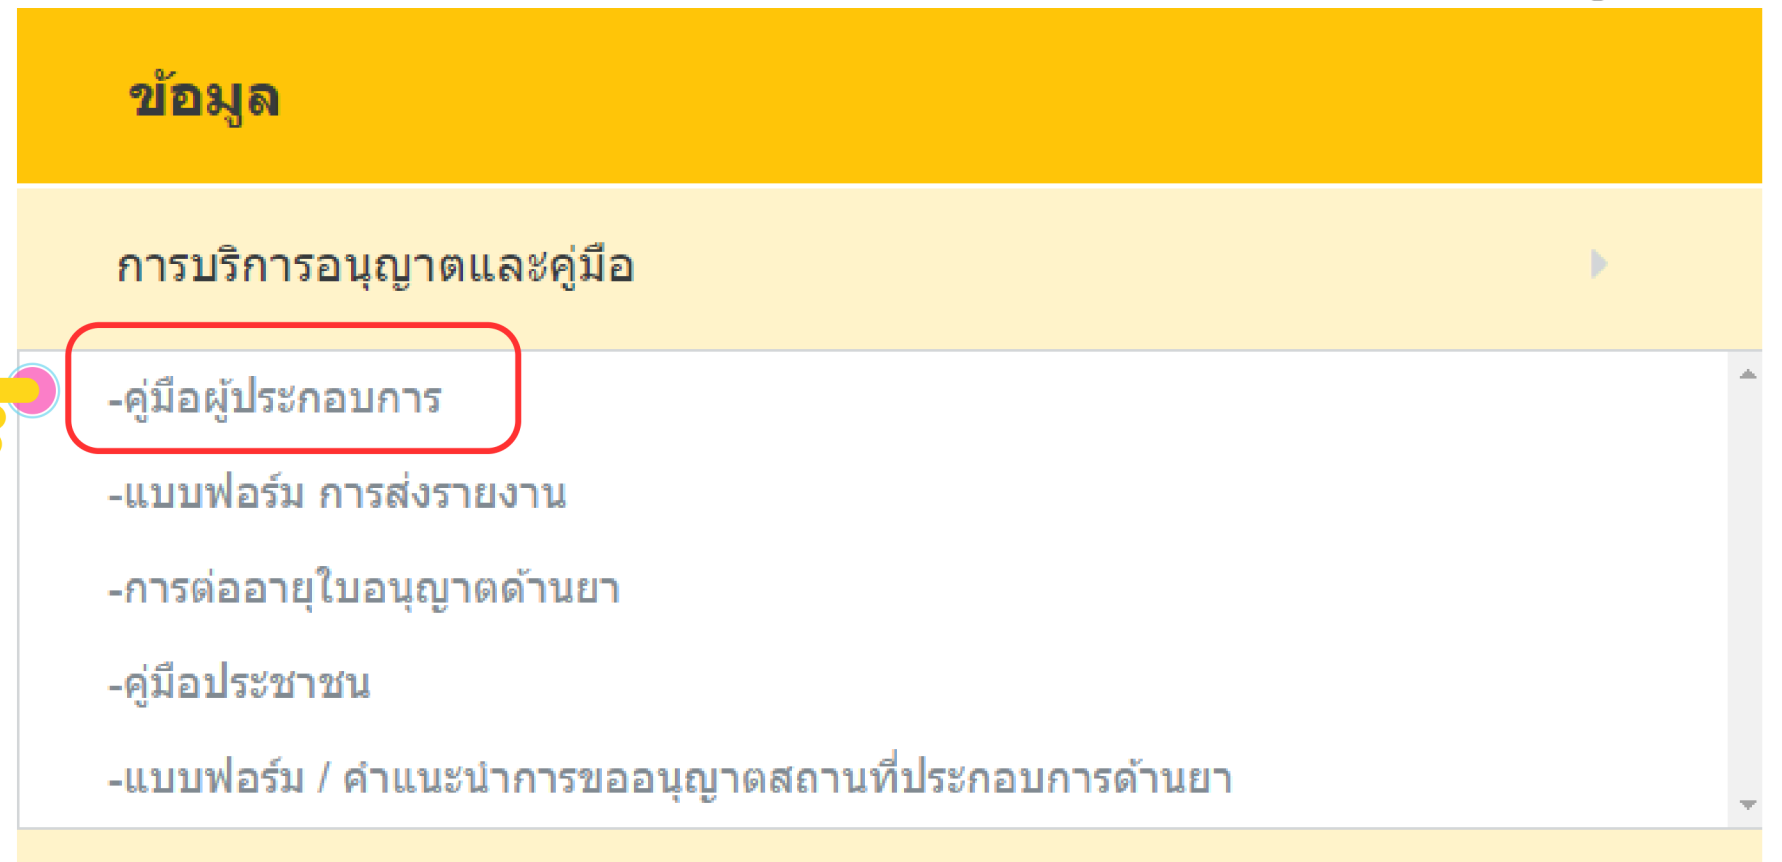 ข้อมูล
การบริการอนุญาตและคู่มือ
-คู่มือผู้ประกอบการ
-แบบฟอร์ม การส่งรายงาน
-การต่ออายุใบอนุญาตด้านยา
-คู่มือประชาชน
-แบบฟอร์ม / คำแนะนำการขออนุญาตสถานที่ประกอบการด้านยา